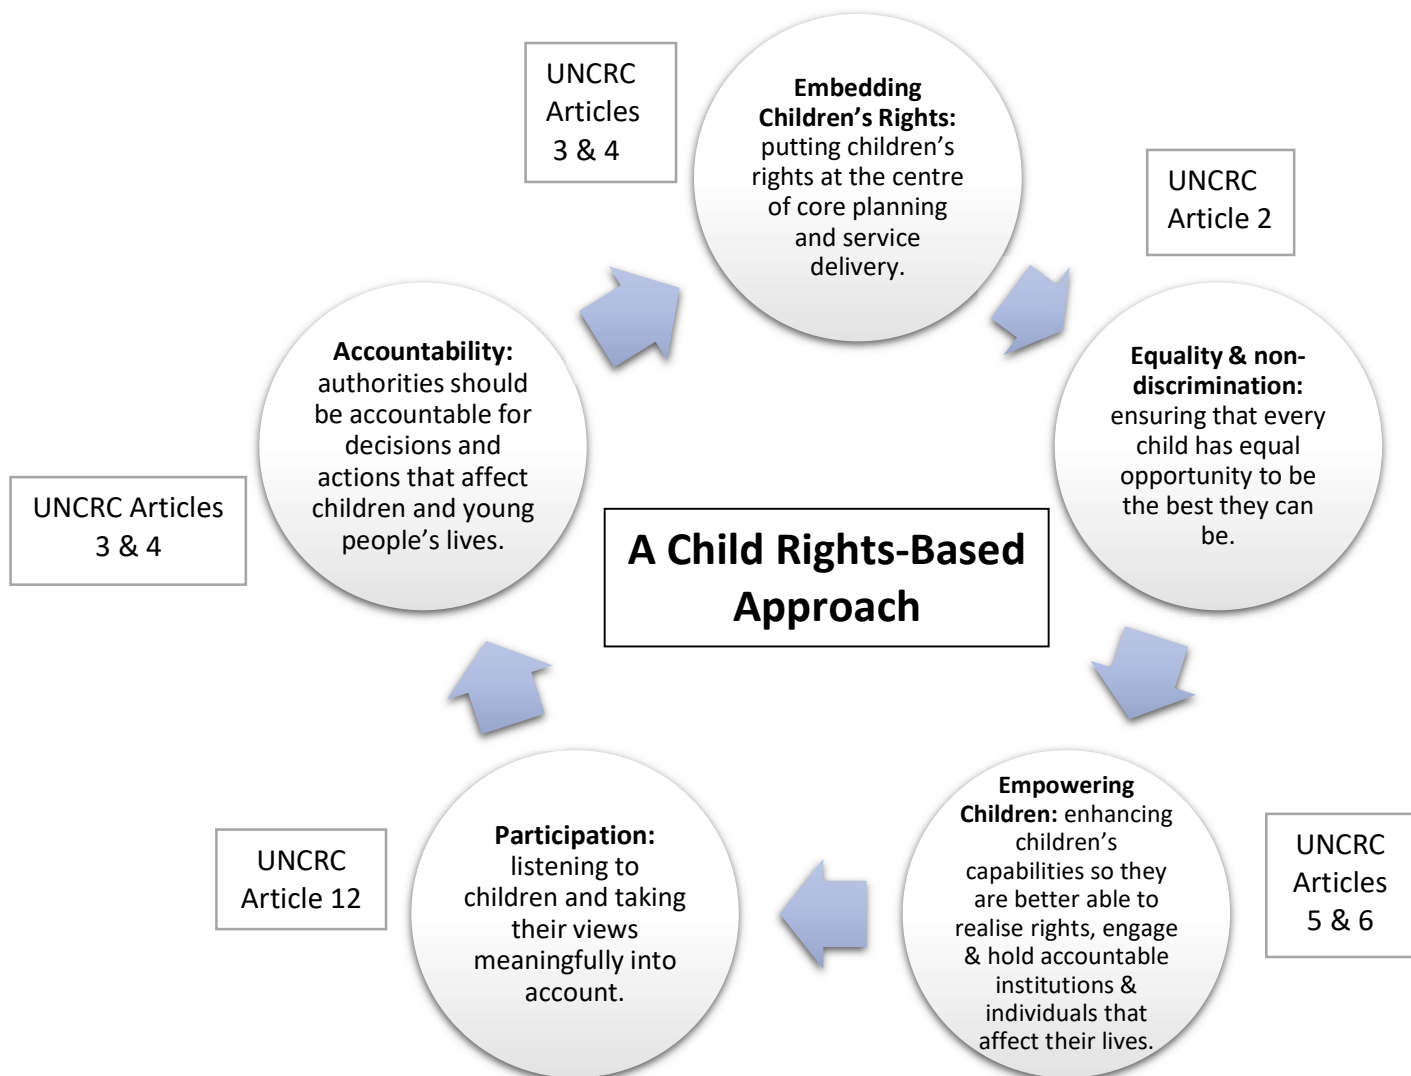 UNCRC
Articles
3 & 4
Embedding
Children’s Rights:
putting children’s
rights at the centre
of core planning
and service
delivery.
UNCRC
Article 2
Equality & non-
discrimination:
ensuring that every
child has equal
opportunity to be
the best they can
be.
Empowering
Children: enhancing
children’s
capabilities so they
are better able to
realise rights, engage
& hold accountable
institutions &
individuals that
affect their lives.
UNCRC
Articles
5 & 6
Participation:
listening to
children and taking
their views
meaningfully into
account.
UNCRC
Article 12
Accountability:
authorities should
be accountable for
decisions and
actions that affect
children and young
people’s lives.
UNCRC Articles
3 & 4
A Child Rights-Based
Approach